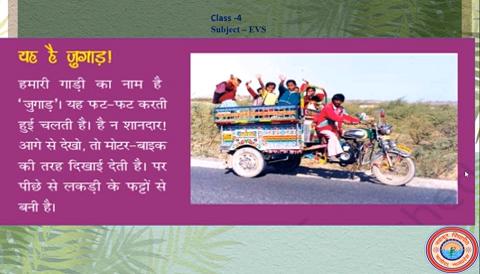 Class -4
Subject – EVS
यह है जुगाड़!
हमारी गाड़ी का नाम है
'जुगाड़'। यह फट-फट करती
हुई चलती है। है न शानदार!
आगे से देखो, तो मोटर-बाइक
की तरह दिखाई देती है। पर
पीछे से लकड़ी के फट्टों से
बनी है।